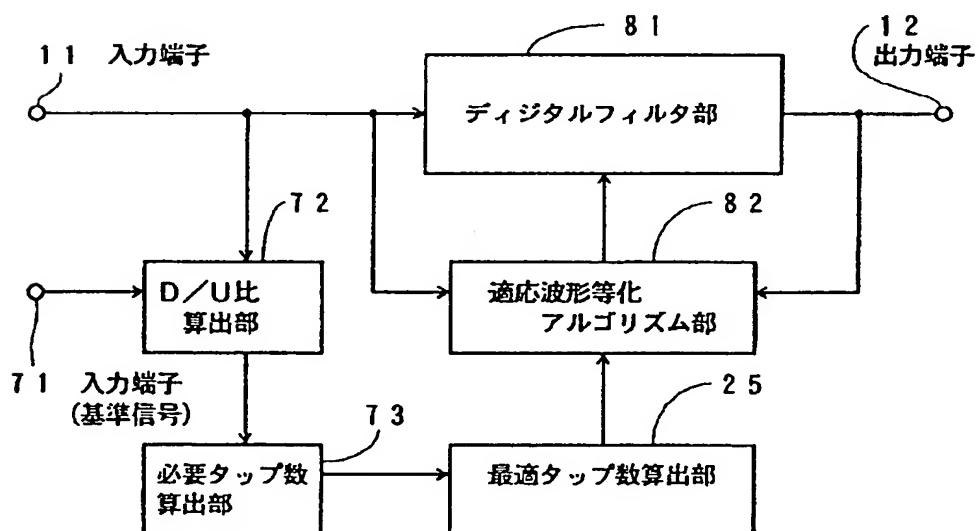 11 入力端子
81
12
出力端子
ディジタルフィルタ部
72
82
D/U比
算出部
適応波形等化
アルゴリズム部
71 入力端子
(基準信号)
73
25
必要タップ数
算出部
最適タップ数算出部